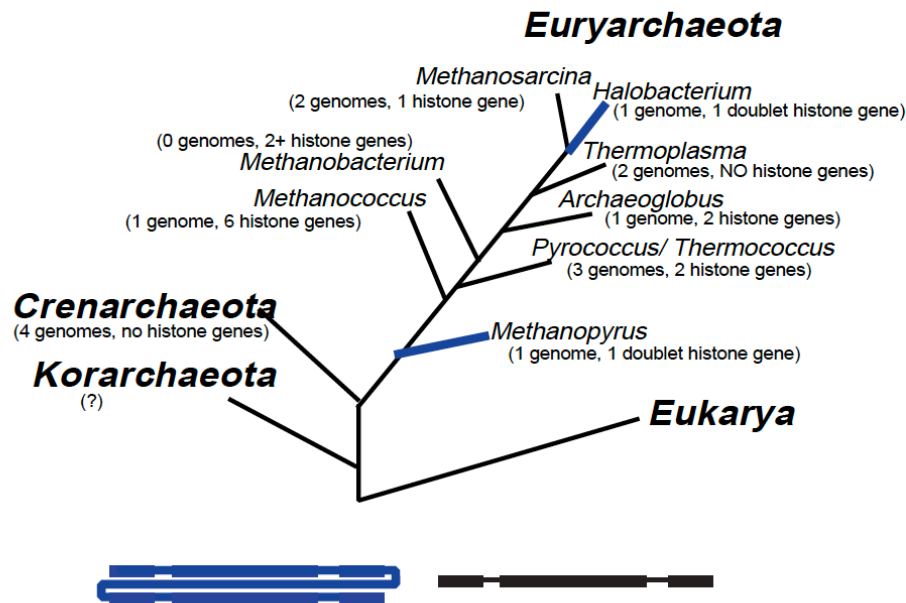 Euryarchaeota
Methanosarcina
(2 genomes, 1 histone gene)
Halobacterium
(1 genome, 1 doublet histone gene)
(0 genomes, 2+ histone genes)
Methanobacterium
Thermoplasma
(2 genomes, NO histone genes)
Methanococcus
(1 genome, 6 histone genes)
Archaeoglobus
(1 genome, 2 histone genes)
Pyrococcus/ Thermococcus
(3 genomes, 2 histone genes)
Crenarchaeota
(4 genomes, no histone genes)
Methanopyrus
(1 genome, 1 doublet histone gene)
Korarchaeota
(?)
Eukarya